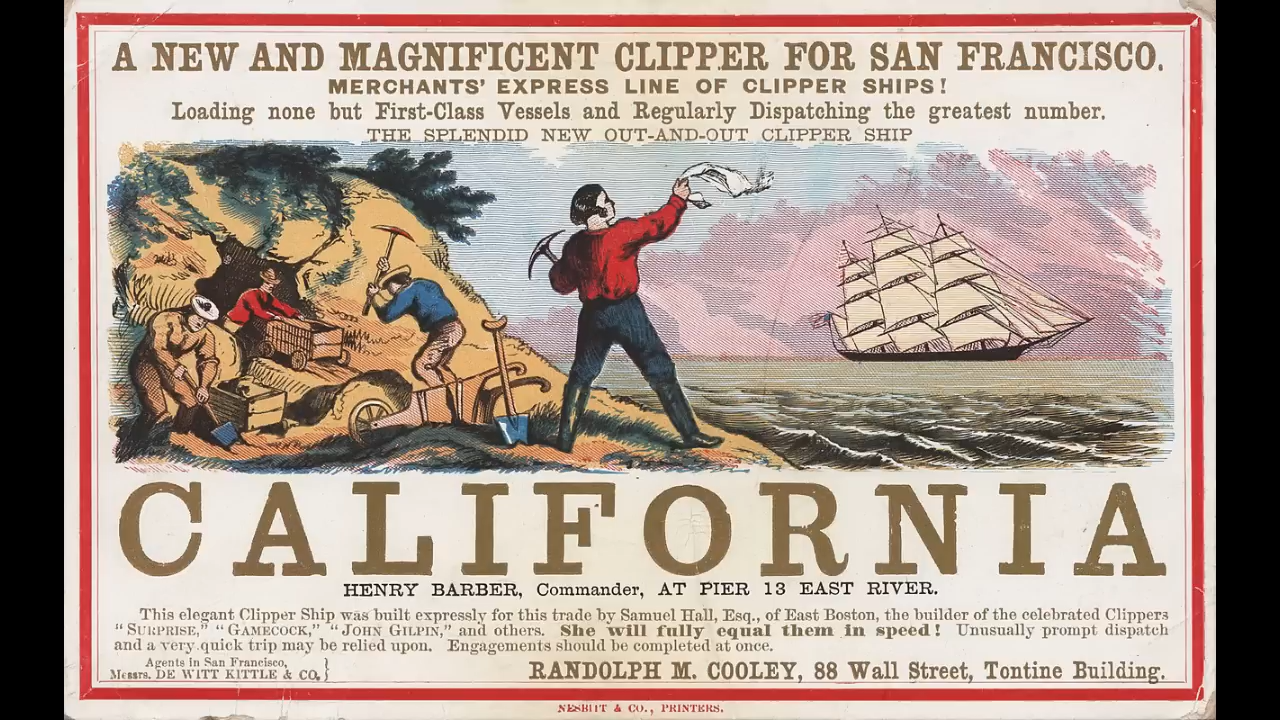 A NEW AND MAGNIFICENT CLIPPER FOR SAN FRANCISCO.
MERCHANTS' EXPRESS LINE OF CLIPPER SHIPS!
Loading none but First-Class Vessels and Regularly Dispatching the greatest number.
THE SPLENDID NEW OUT-AND-OUT CLIPPER SHIP
CALIFORNIA
HENRY BARBER, Commander, AT PIER 13 EAST RIVER.
This elegant Clipper Ship was built expressly for this trade by Samuel Hall, Esq., of East Boston, the builder of the celebrated Clippers
"SURPRISE," "GAMECOCK," "JOHN GILPIN," and others. She will fully equal them in speed! Unusually prompt dispatch
and a very quick trip may be relied upon. Engagements should be completed at once.
Agents in San Francisco,
Messrs. DE WITT KITTLE & CO.
RANDOLPH M. COOLEY, 88 Wall Street, Tontine Building.
NESBITT & CO., PRINTERS.